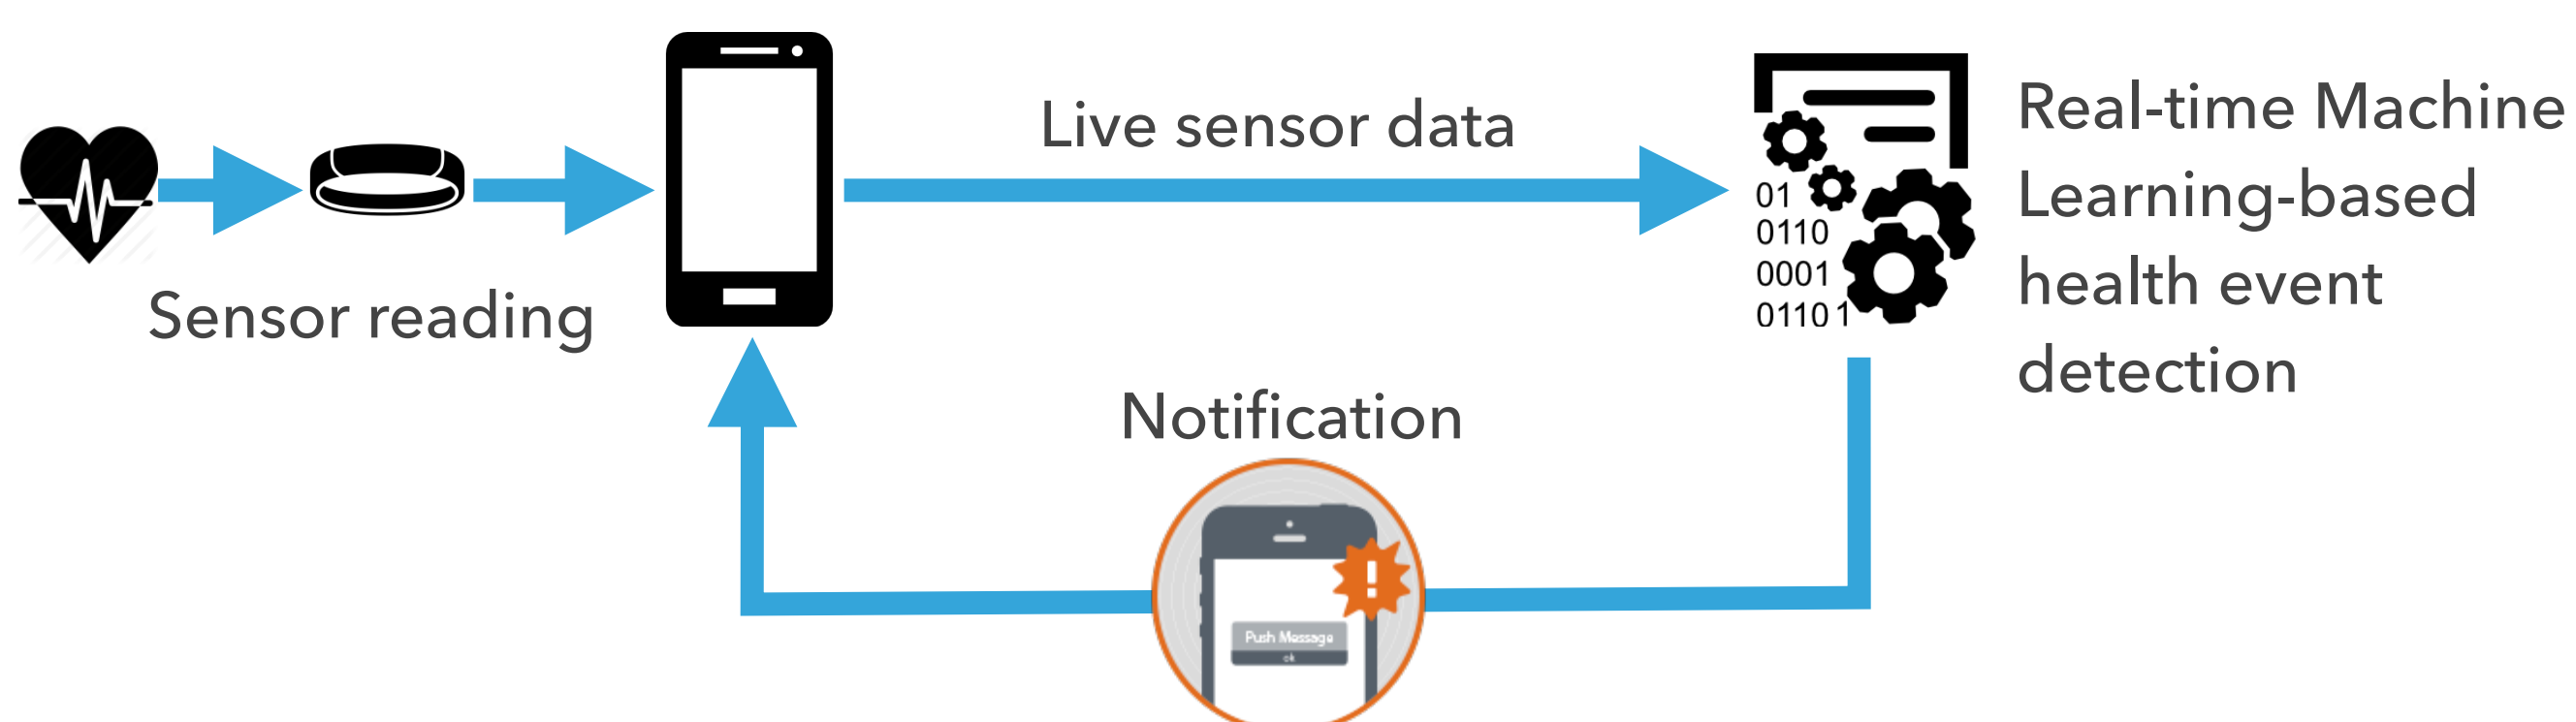 Live sensor data
Sensor reading
01
0110
0001
01101
Real-time Machine
Learning-based
health event
detection
Notification
Push Message
ok